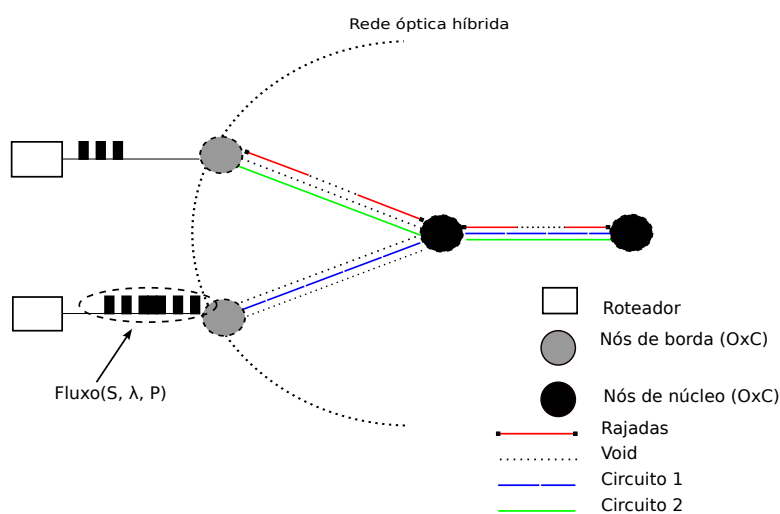 Rede óptica híbrida
Fluxo(S, λ, P)
Roteador
Nós de borda (OxC)
Nós de núcleo (OxC)
Rajadas
Void
Circuito 1
Circuito 2